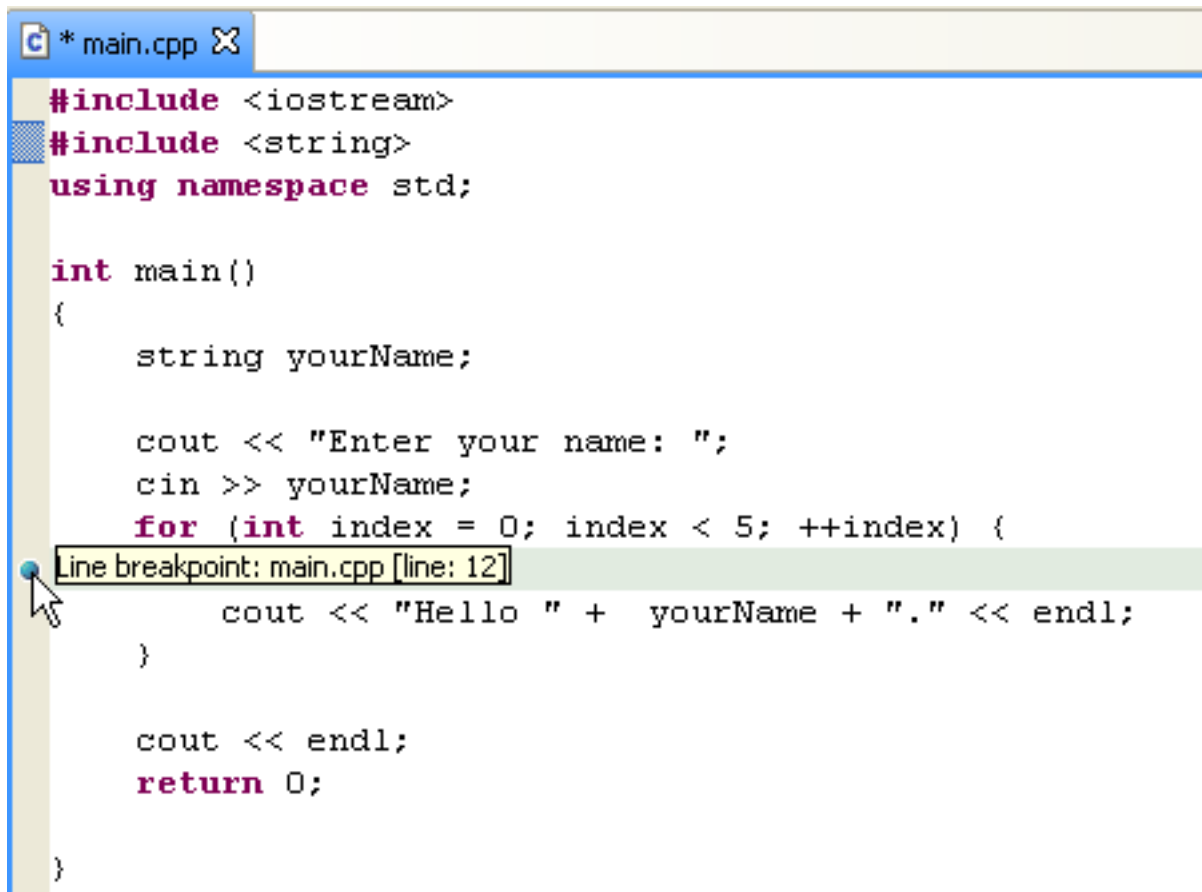 * main.cpp
#include <iostream>
#include <string>
using namespace std;
int main()
{
string yourName;
cout << "Enter your name: ";
cin >> yourName;
for (int index = 0; index < 5; ++index) {
Line breakpoint: main.cpp [line: 12]
cout << "Hello " +  yourName + "." << endl;
}
cout << endl;
return 0;
}